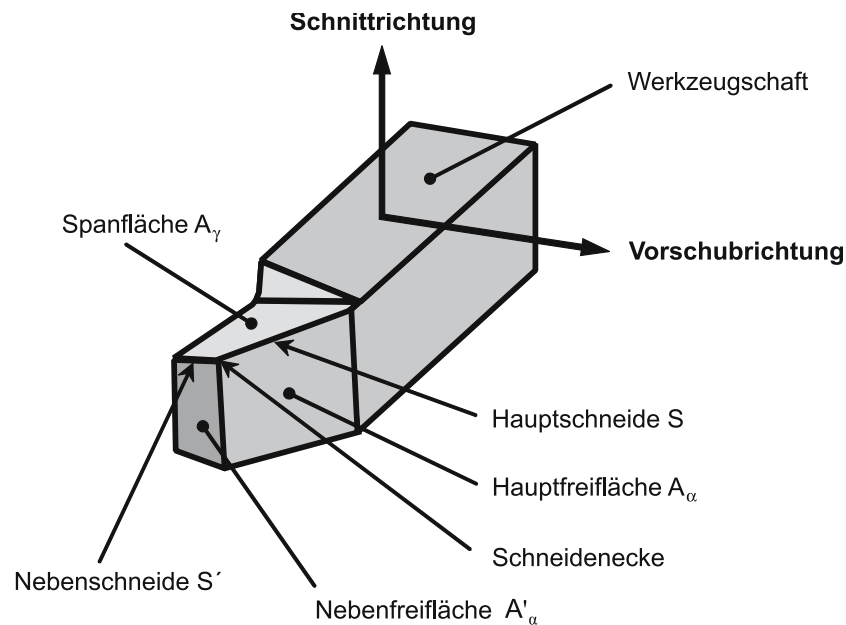 Schnittrichtung
Werkzeugschaft
Spanfläche Aγ
Vorschubrichtung
Hauptschneide S
Hauptfreifläche Aα
Schneidenecke
Nebenschneide S´
Nebenfreifläche A'α